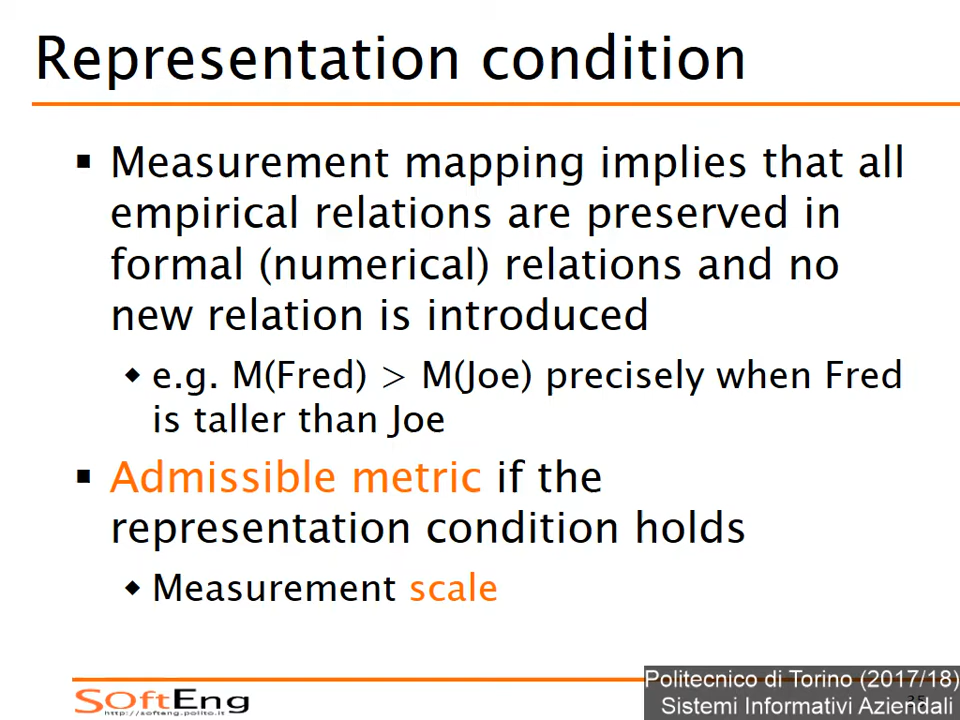 Representation condition
Measurement mapping implies that all
empirical relations are preserved in
formal (numerical) relations and no
new relation is introduced
e.g. M(Fred) > M(Joe) precisely when Fred
is taller than Joe
Admissible metric if the
representation condition holds
Measurement scale
SOftEng
http://softeng.polito.it
Politecnico di Torino (2017/18)
Sistemi Informativi Aziendali